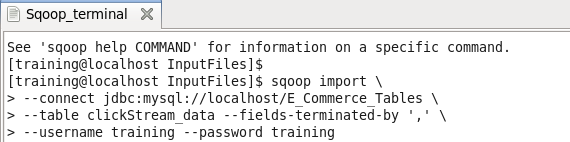 Sqoop_terminal
See 'sqoop help COMMAND' for information on a specific command.
[training@localhost InputFiles]$
[training@localhost InputFiles]$ sqoop import \
> --connect jdbc:mysql://localhost/E_Commerce_Tables \
> --table clickStream_data --fields-terminated-by ',' \
> --username training --password training